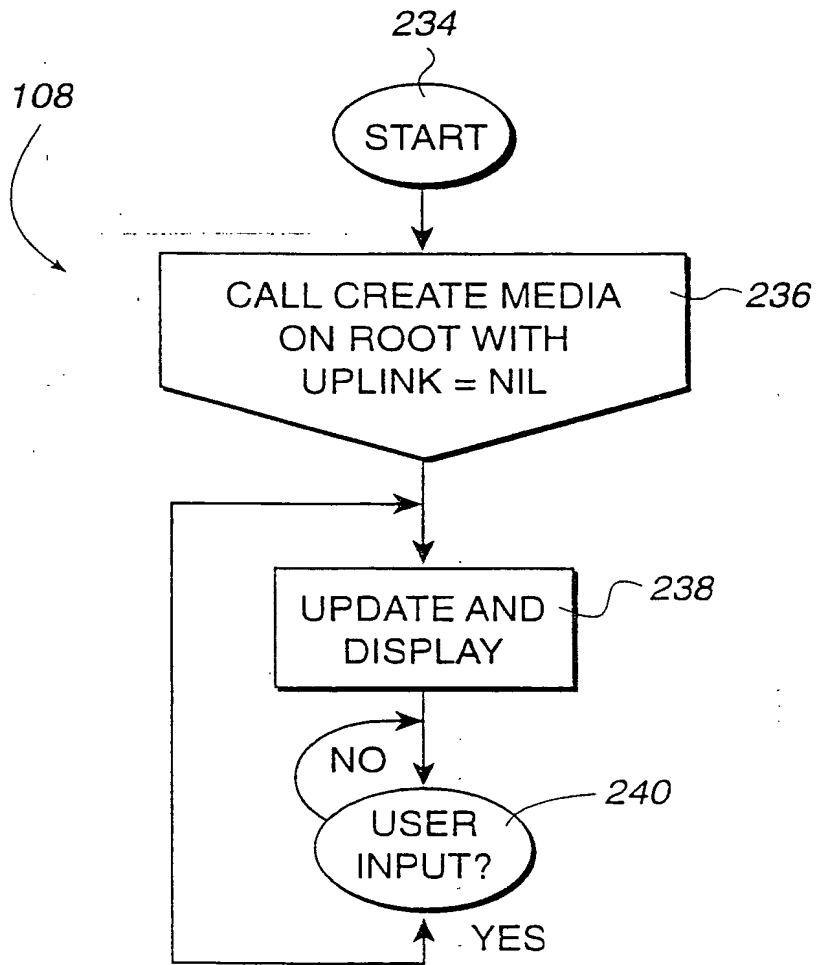 234
108
START
CALL CREATE MEDIA
ON ROOT WITH
UPLINK = NIL
236
UPDATE AND
DISPLAY
238
NO
USER
INPUT?
240
YES